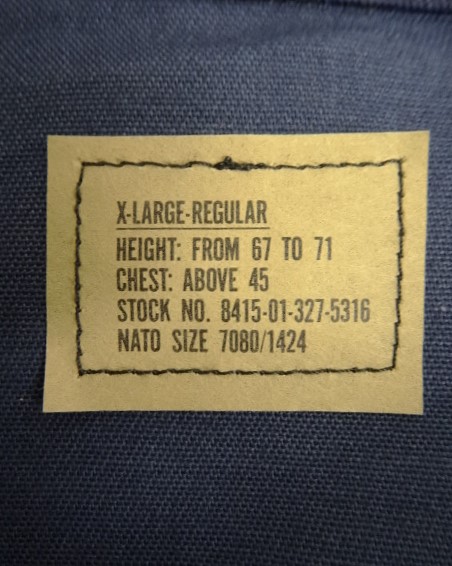 X-LARGE-REGULAR
HEIGHT: FROM 67 TO 71
CHEST: ABOVE 45
STOCK NO. 8415-01-327-5316
NATO SIZE 7080/1424